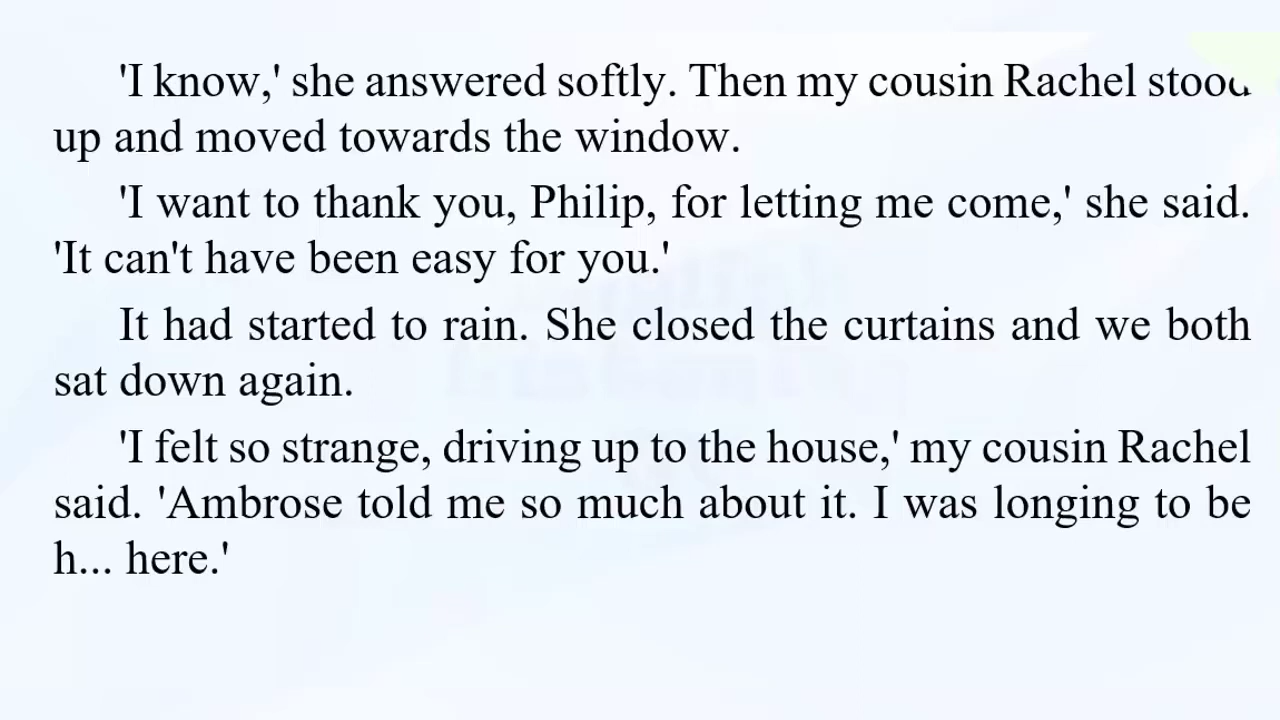 'I know,' she answered softly. Then my cousin Rachel stood
up and moved towards the window.
'I want to thank you, Philip, for letting me come,' she said.
'It can't have been easy for you.'
It had started to rain. She closed the curtains and we both
sat down again.
'I felt so strange, driving up to the house,' my cousin Rachel
said. 'Ambrose told me so much about it. I was longing to be
h... here.'